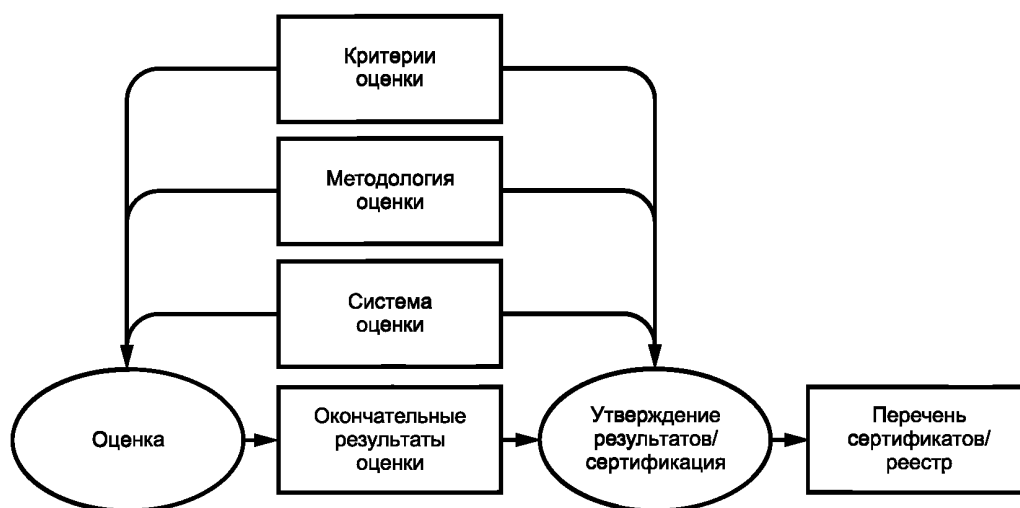 Критерии
оценки
Методология
оценки
Система
оценки
Оценка
Окончательные
результаты
оценки
Утверждение
результатов/
сертификация
Перечень
сертификатов/
реестр